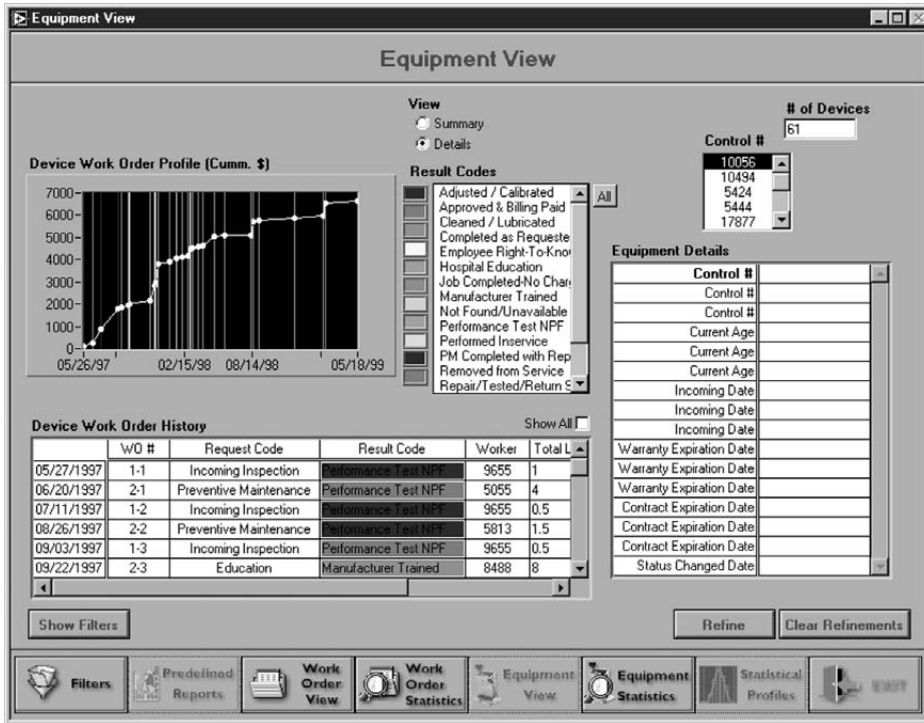 Equipment View
Equipment View
View
Summary
Details
# of Devices
61
Control #
10056
10494
5424
5444
17877
Device Work Order Profile (Cumm. $)
7000
6000
5000
4000
3000
2000
1000
0
05/26/97 02/15/98 08/14/98 05/18/99
Result Codes
All
Adjusted / Calibrated
Approved & Billing Paid
Cleaned / Lubricated
Completed as Requeste
Employee Right-To-Kno
Hospital Education
Job Completed-No Char
Manufacturer Trained
Not Found/Unavailable
Performance Test NPF
Performed Inservice
PM Completed with Rep
Removed from Service
Repair/Tested/Return S
Equipment Details
Control #
Control #
Control #
Current Age
Current Age
Current Age
Incoming Date
Incoming Date
Incoming Date
Warranty Expiration Date
Warranty Expiration Date
Warranty Expiration Date
Contract Expiration Date
Contract Expiration Date
Contract Expiration Date
Status Changed Date
Device Work Order History
Show All
WO # Request Code Result Code Worker Total L
05/27/1997 1-1 Incoming Inspection Performance Test NPF 9655 1
06/20/1997 2-1 Preventive Maintenance Performance Test NPF 5055 4
07/11/1997 1-2 Incoming Inspection Performance Test NPF 9655 0.5
08/26/1997 2-2 Preventive Maintenance Performance Test NPF 5813 1.5
09/03/1997 1-3 Incoming Inspection Performance Test NPF 9655 0.5
09/22/1997 2-3 Education Manufacturer Trained 8488 8
Show Filters
Refine
Clear Refinements
Filters
Predefined
Reports
Work
Order
View
Work
Order
Statistics
Equipment
View
Equipment
Statistics
Statistical
Profiles
EXIT